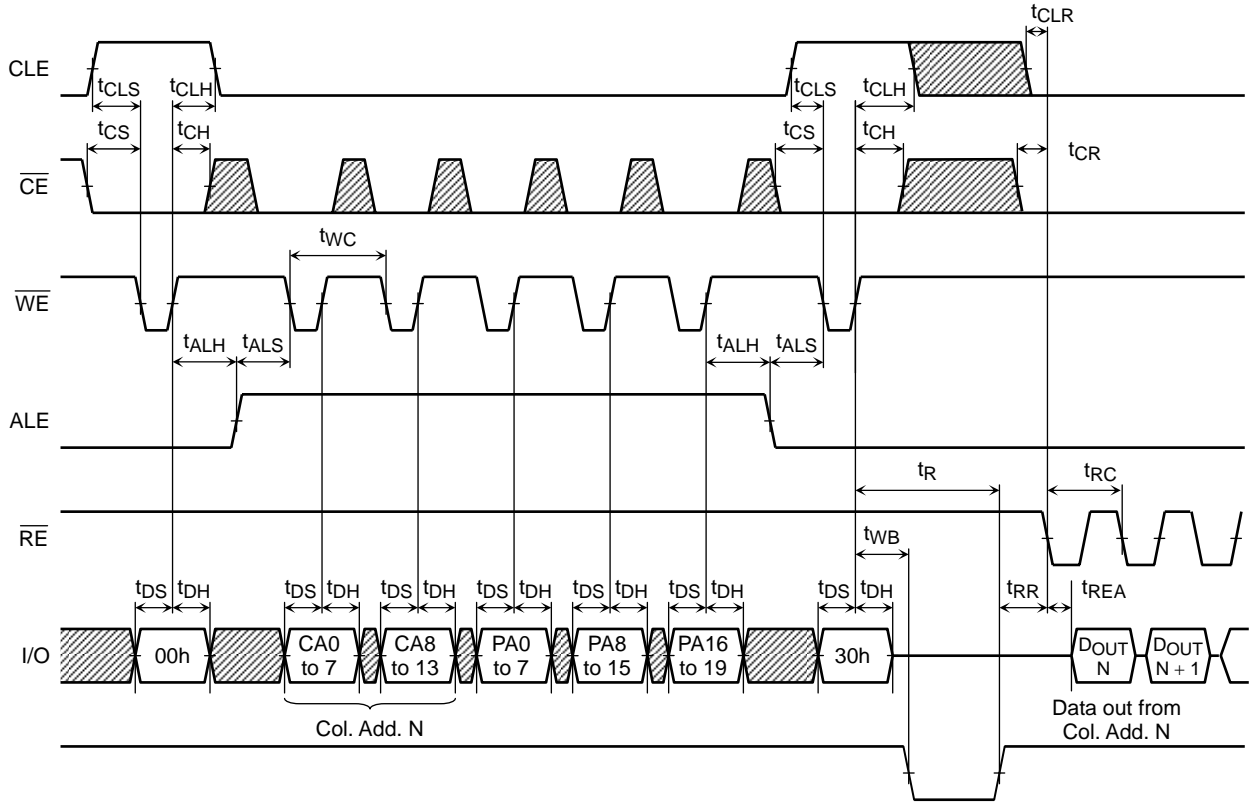 tCLR
CLE
tCLS tCLH tCLS tCLH
tCS tCH tCS tCH tCR
CE
tWC
WE
tALH tALS tALH tALS
ALE
tR tRC
RE
tWB
tDS tDH tDS tDH tDS tDH tDS tDH tDS tDH tDS tDH tDS tDH tRR tREA
I/O 00h CA0 to 7 CA8 to 13 PA0 to 7 PA8 to 15 PA16 to 19 30h DOUT N DOUT N + 1
Col. Add. N
Data out from
Col. Add. N